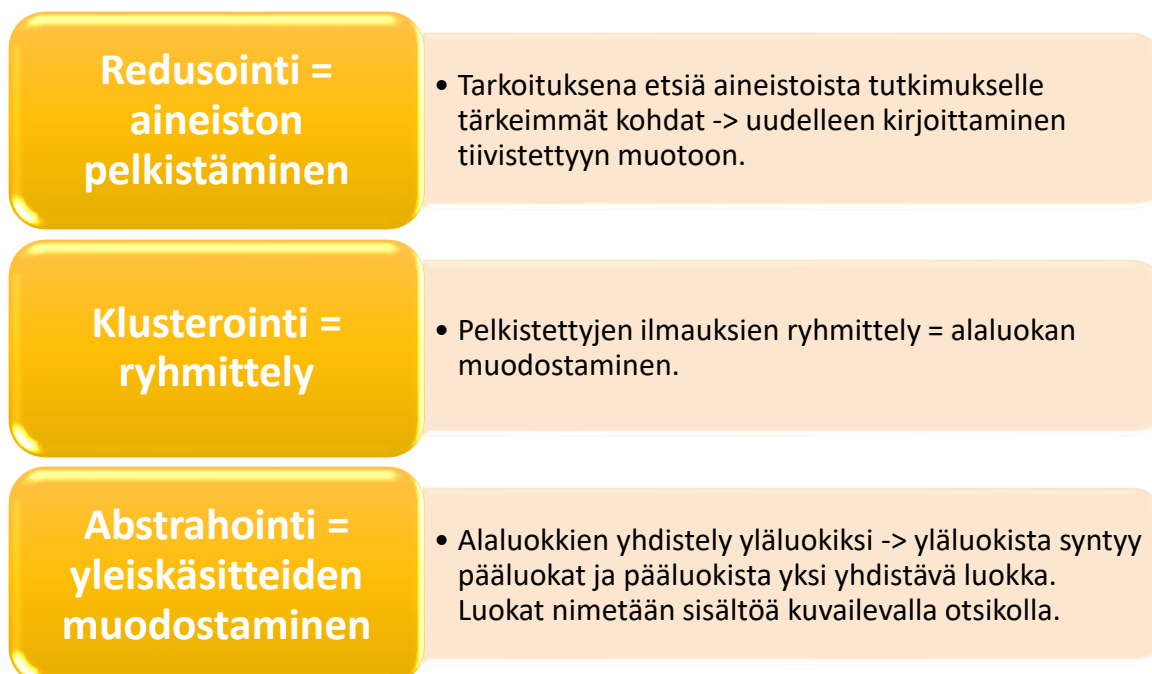 Redusointi =
aineiston
pelkistäminen
• Tarkoituksena etsiä aineistoista tutkimukselle
tärkeimmät kohdat -> uudelleen kirjoittaminen
tiivistettyyn muotoon.
Klusterointi =
ryhmittely
• Pelkistettyjen ilmauksien ryhmittely = alaluokan
muodostaminen.
Abstrahointi =
yleiskäsitteiden
muodostaminen
• Alaluokkien yhdistely yläluokiksi -> yläluokista syntyy
pääluokat ja pääluokista yksi yhdistävä luokka.
Luokat nimetään sisältöä kuvailevalla otsikolla.